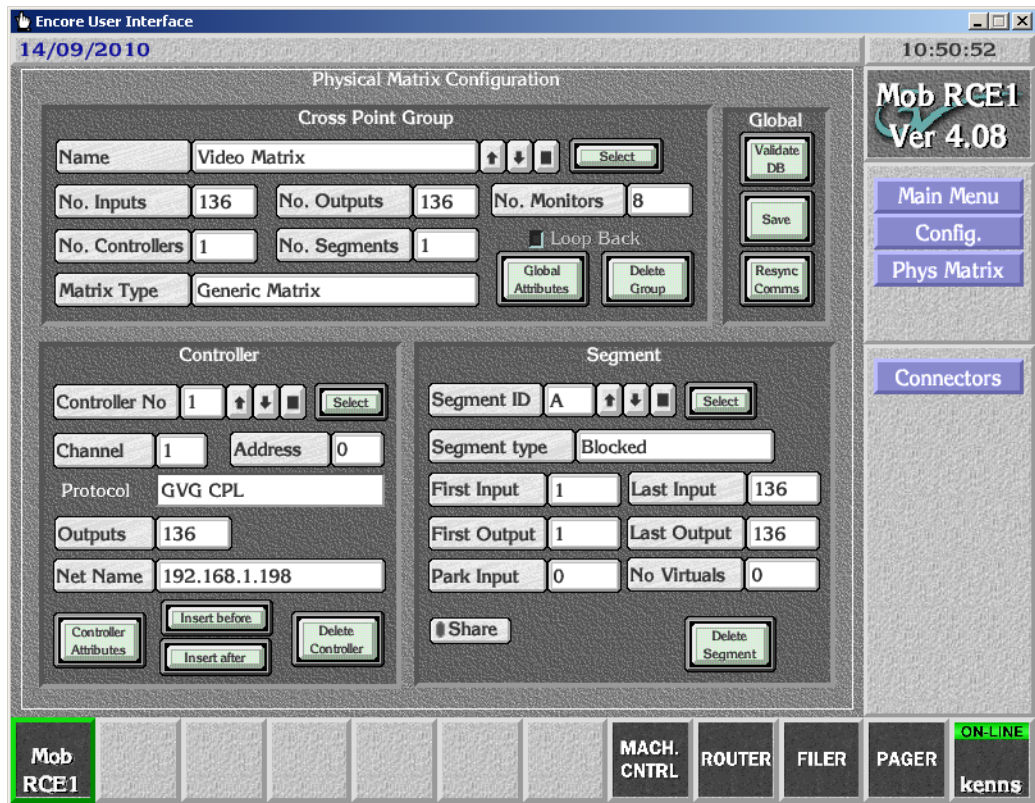 Encore User Interface
14/09/2010
10:50:52
Physical Matrix Configuration
Cross Point Group
Name Video Matrix Select
No. Inputs 136 No. Outputs 136 No. Monitors 8
No. Controllers 1 No. Segments 1 Loop Back
Matrix Type Generic Matrix
Global Attributes
Delete Group
Global
Validate DB
Save
Resync Comms
Mob RCE1
Ver 4.08
Main Menu
Config.
Phys Matrix
Connectors
Controller
Controller No 1 Select
Channel 1 Address 0
Protocol GVG CPL
Outputs 136
Net Name 192.168.1.198
Controller Attributes
Insert before
Insert after
Delete Controller
Segment
Segment ID A Select
Segment type Blocked
First Input 1 Last Input 136
First Output 1 Last Output 136
Park Input 0 No Virtuals 0
Share
Delete Segment
Mob RCE1
MACH. CNTRL
ROUTER
FILER
PAGER
ON-LINE
kenns